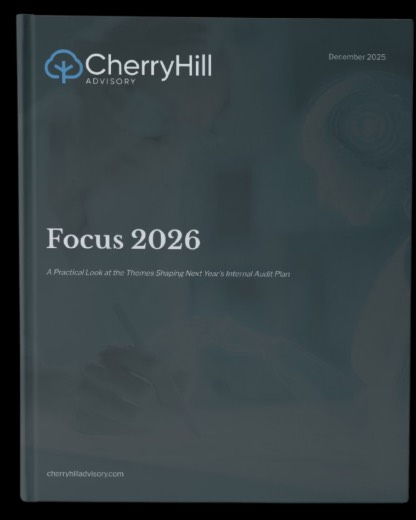 CherryHill
ADVISORY
December 2025
Focus 2026
A Practical Look at the Themes Shaping Next Year's Internal Audit Plan
cherryhilladvisory.com